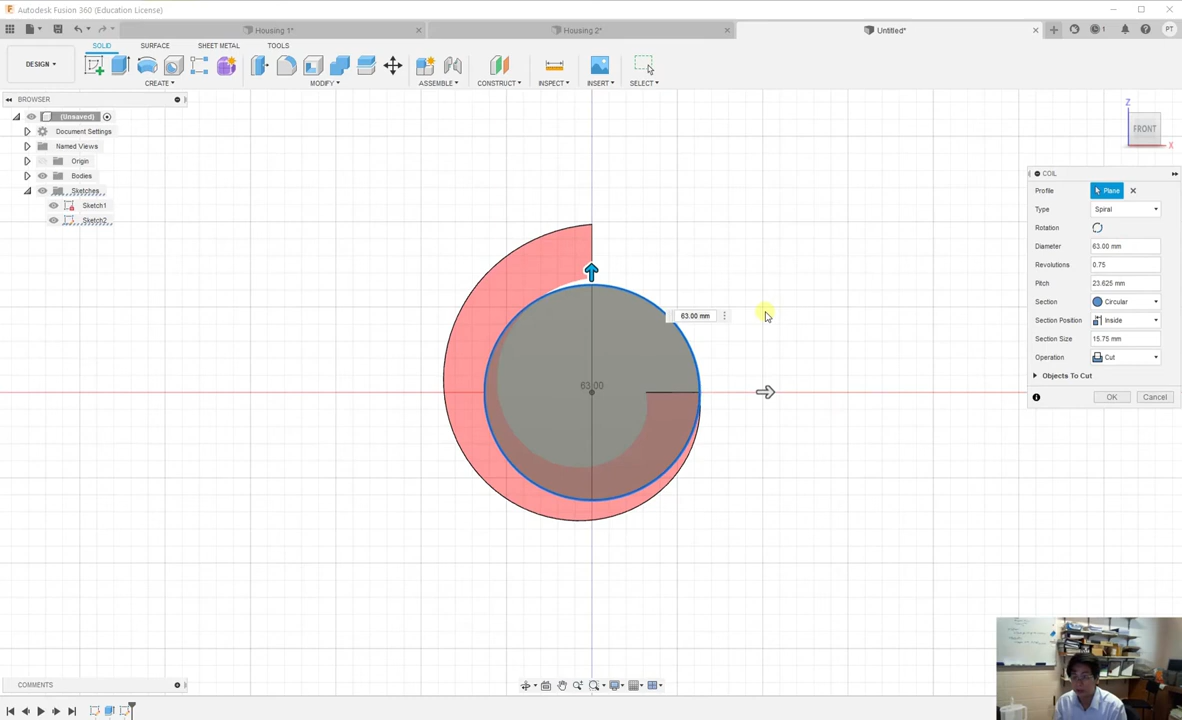 Autodesk Fusion 360 (Education License)
Housing 1*
Housing 2*
Untitled*
1
PT
DESIGN
SOLID
SURFACE
SHEET METAL
TOOLS
CREATE
MODIFY
ASSEMBLE
CONSTRUCT
INSPECT
INSERT
SELECT
BROWSER
(Unsaved)
Document Settings
Named Views
Origin
Bodies
Sketches
Sketch1
Sketch2
Z
FRONT
X
COIL
Profile Plane
Type Spiral
Rotation
Diameter 63.00 mm
Revolutions 0.75
Pitch 23.625 mm
Section Circular
Section Position Inside
Section Size 15.75 mm
Operation Cut
Objects To Cut
OK Cancel
63.00 mm
63.00
COMMENTS